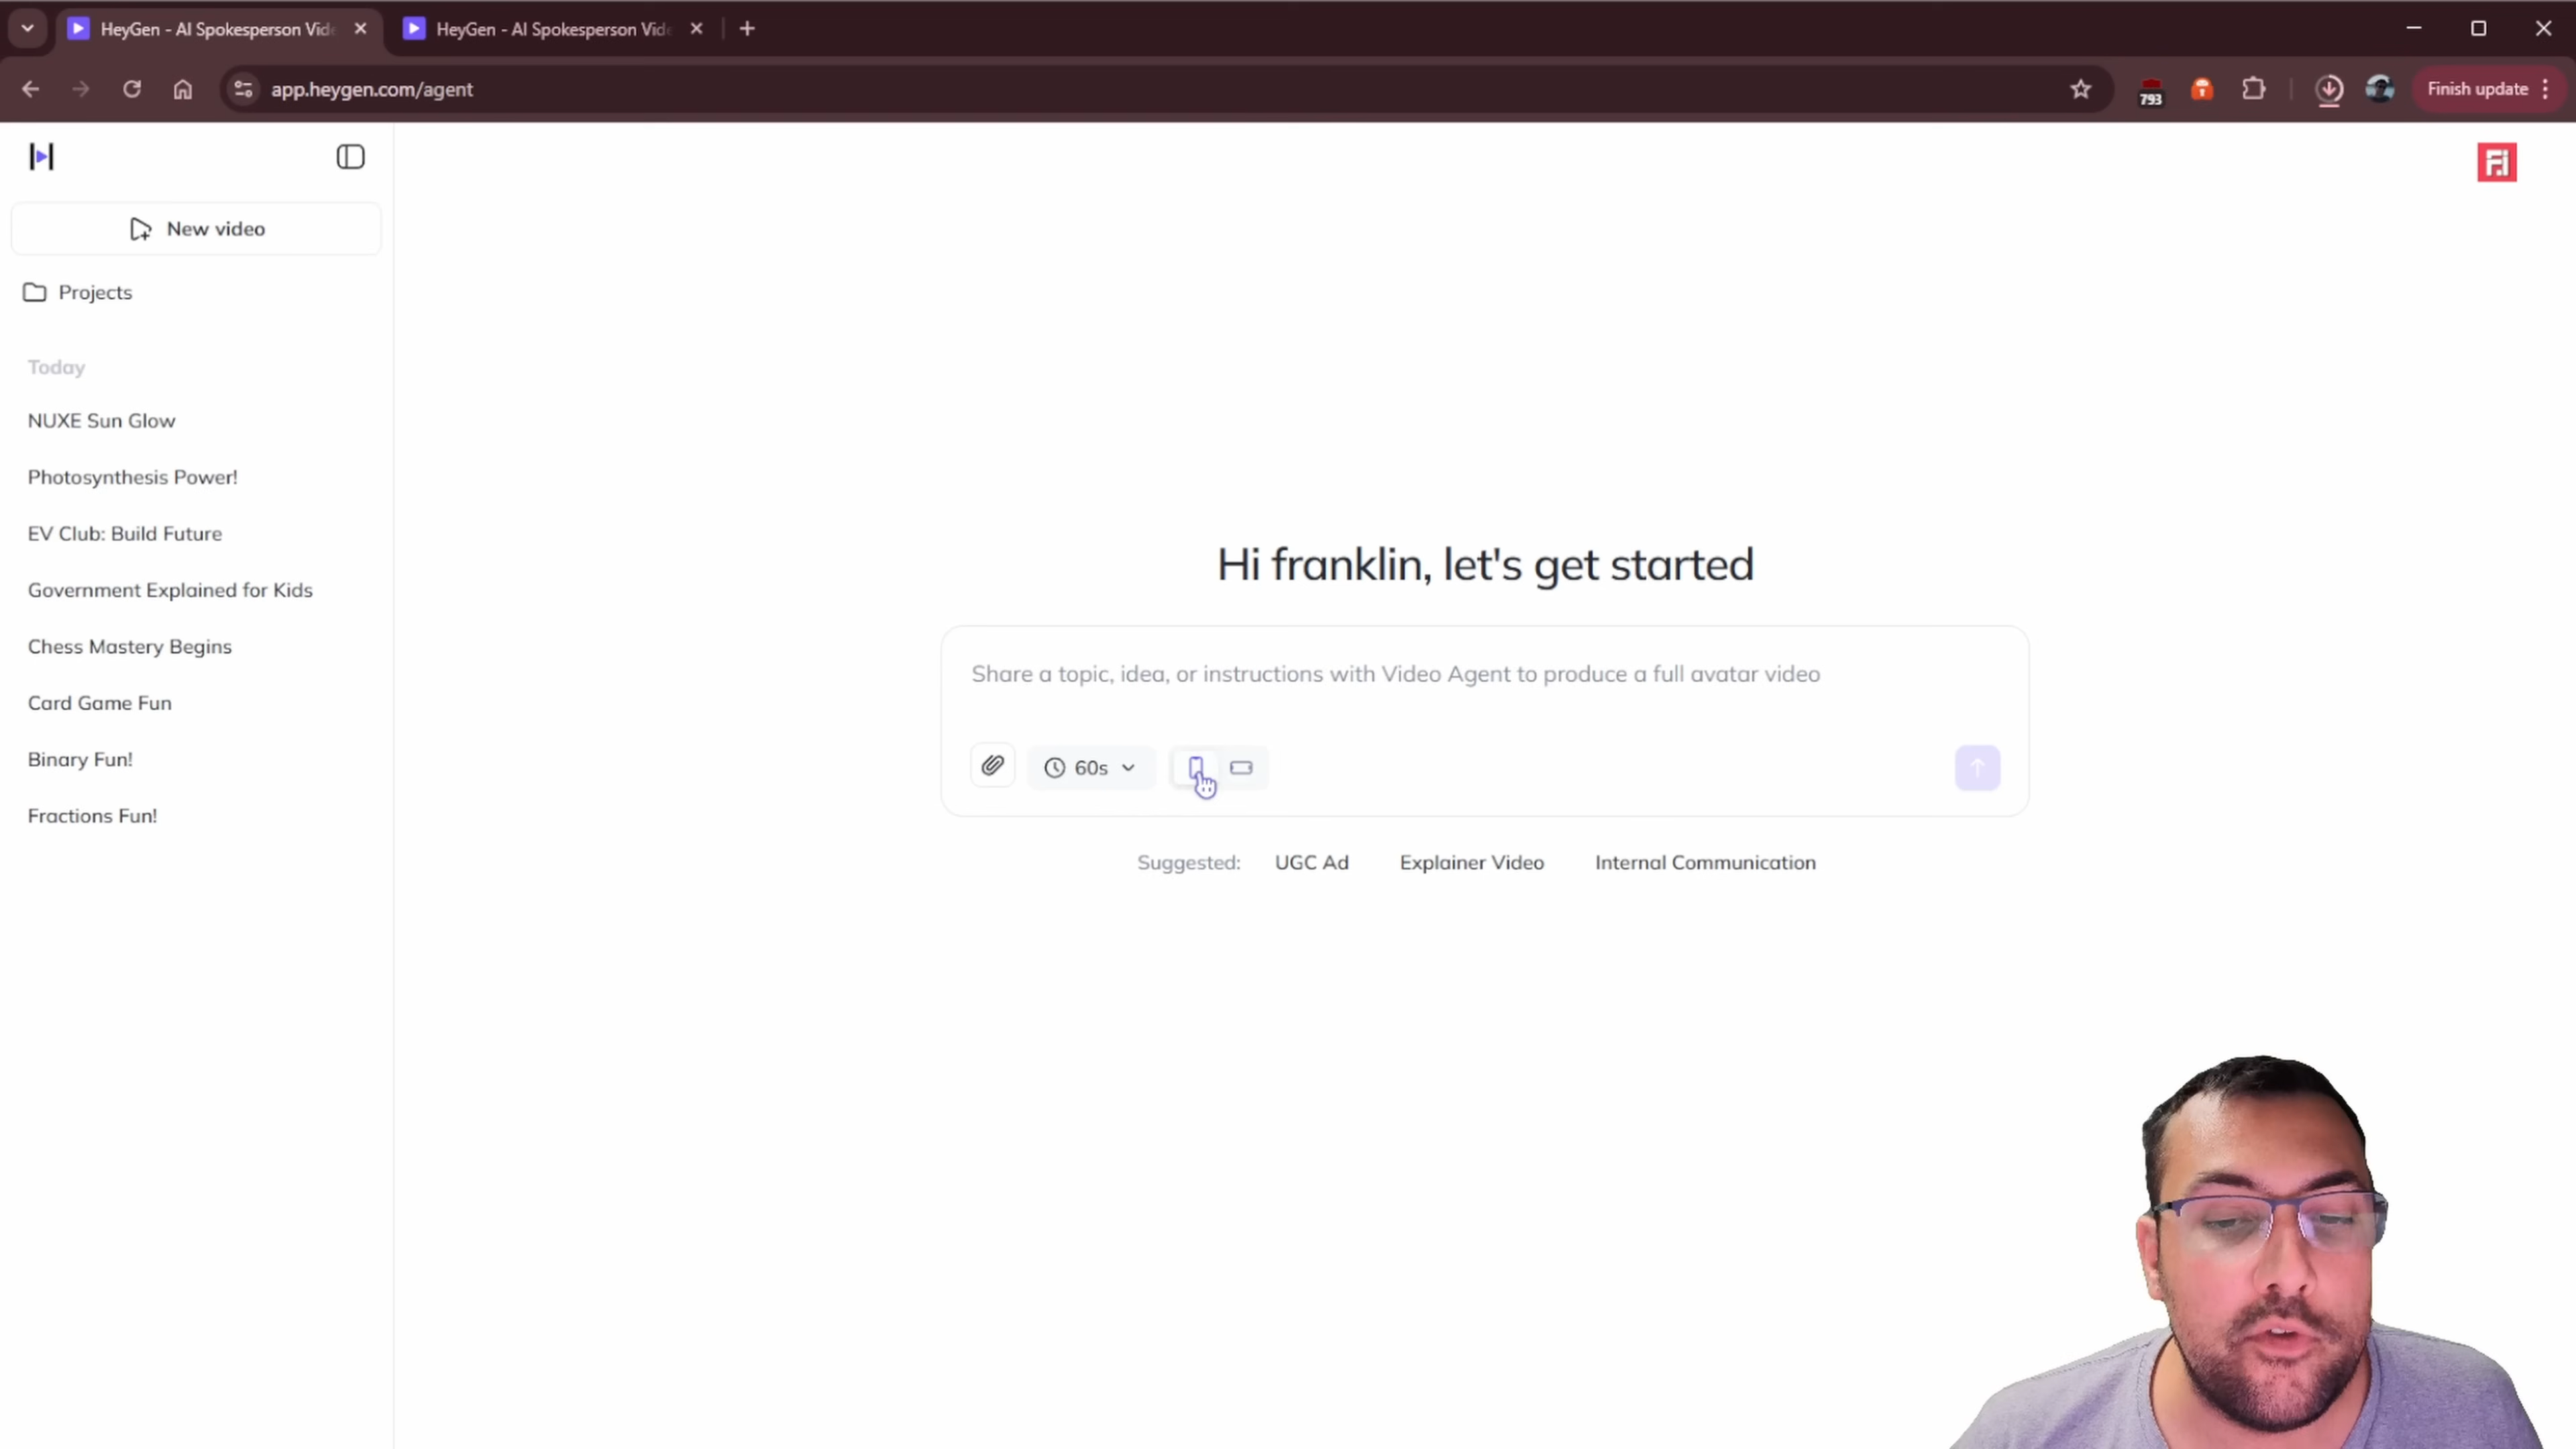 HeyGen - AI Spokesperson Vide
HeyGen - AI Spokesperson Vide
app.heygen.com/agent
793
Finish update
New video
Projects
Today
NUXE Sun Glow
Photosynthesis Power!
EV Club: Build Future
Government Explained for Kids
Chess Mastery Begins
Card Game Fun
Binary Fun!
Fractions Fun!
Hi franklin, let's get started
Share a topic, idea, or instructions with Video Agent to produce a full avatar video
60s
Suggested: UGC Ad Explainer Video Internal Communication